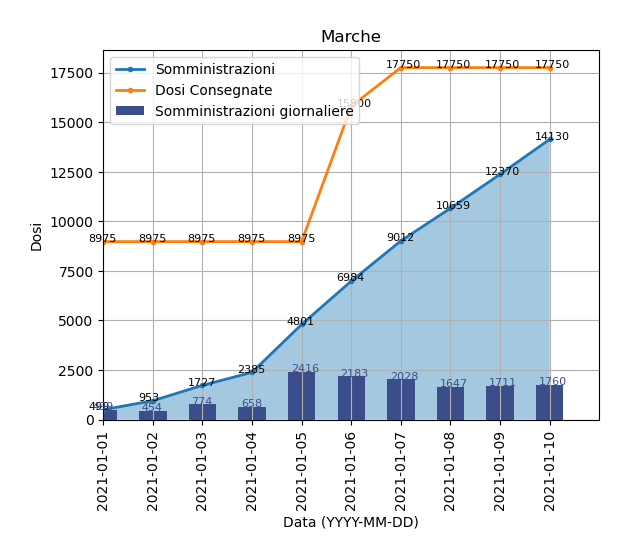 Marche
Somministrazioni
Dosi Consegnate
Somministrazioni giornaliere
17500
15000
12500
10000
7500
5000
2500
0
Dosi
8975 8975 8975 8975 8975 17750 17750 17750 17750
499 953 1727 2385 4801 6984 9012 10659 12370 14130
454 774 658 2416 2183 2028 1647 1711 1760
2021-01-01 2021-01-02 2021-01-03 2021-01-04 2021-01-05 2021-01-06 2021-01-07 2021-01-08 2021-01-09 2021-01-10
Data (YYYY-MM-DD)